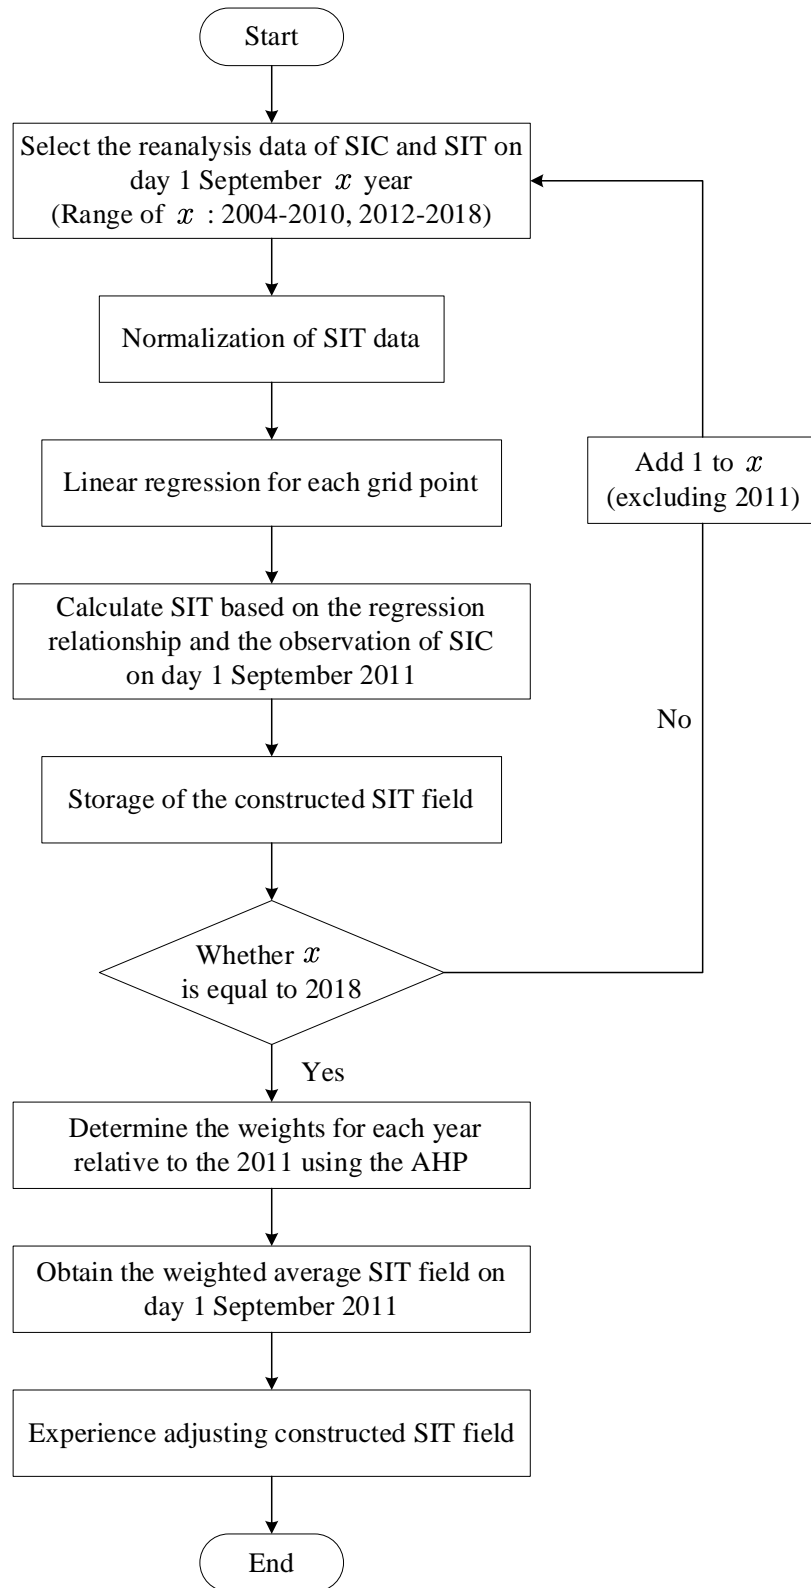 Start
Select the reanalysis data of SIC and SIT on
day 1 September x year
(Range of x : 2004-2010, 2012-2018)
Normalization of SIT data
Linear regression for each grid point
Add 1 to x
(excluding 2011)
Calculate SIT based on the regression
relationship and the observation of SIC
on day 1 September 2011
No
Storage of the constructed SIT field
Whether x
is equal to 2018
Yes
Determine the weights for each year
relative to the 2011 using the AHP
Obtain the weighted average SIT field on
day 1 September 2011
Experience adjusting constructed SIT field
End